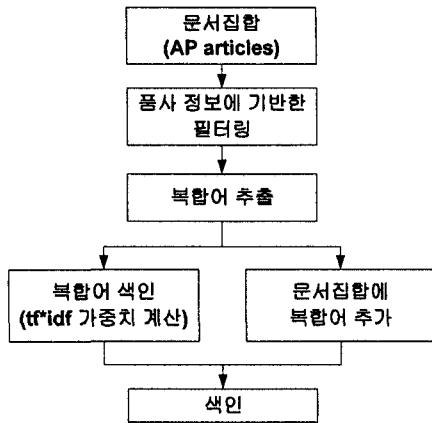 문서집합
(AP articles)
품사 정보에 기반한
필터링
복합어 추출
복합어 색인
(tf*idf 가중치 계산)
문서집합에
복합어 추가
색인